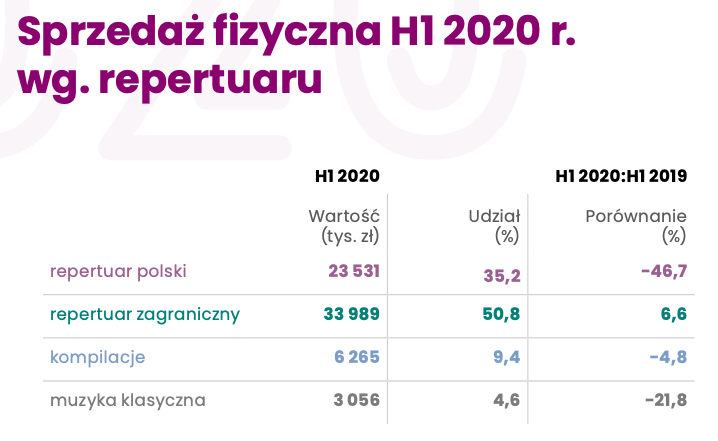 Sprzedaż fizyczna H1 2020 r.
wg. repertuaru
H1 2020 H1 2020:H1 2019
Wartość (tys. zł) Udział (%) Porównanie (%)
repertuar polski 23 531 35,2 -46,7
repertuar zagraniczny 33 989 50,8 6,6
kompilacje 6 265 9,4 -4,8
muzyka klasyczna 3 056 4,6 -21,8